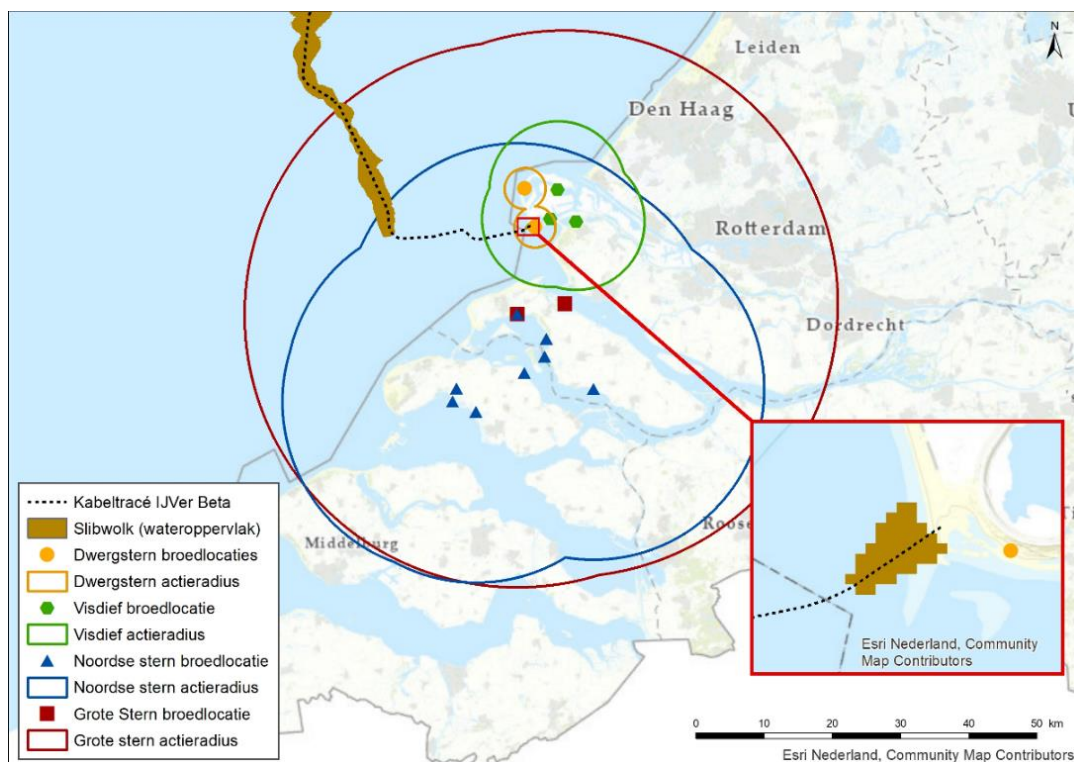 N
Leiden
Den Haag
Rotterdam
Dordrecht
Middelburg
Roose
Kabeltracé IJVer Beta
Slibwolk (wateroppervlak)
Dwergstern broedlocaties
Dwergstern actieradius
Visdief broedlocatie
Visdief actieradius
Noordse stern broedlocatie
Noordse stern actieradius
Grote Stern broedlocatie
Grote stern actieradius
Esri Nederland, Community
Map Contributors
0 10 20 30 40 50 km
Esri Nederland, Community Map Contributors